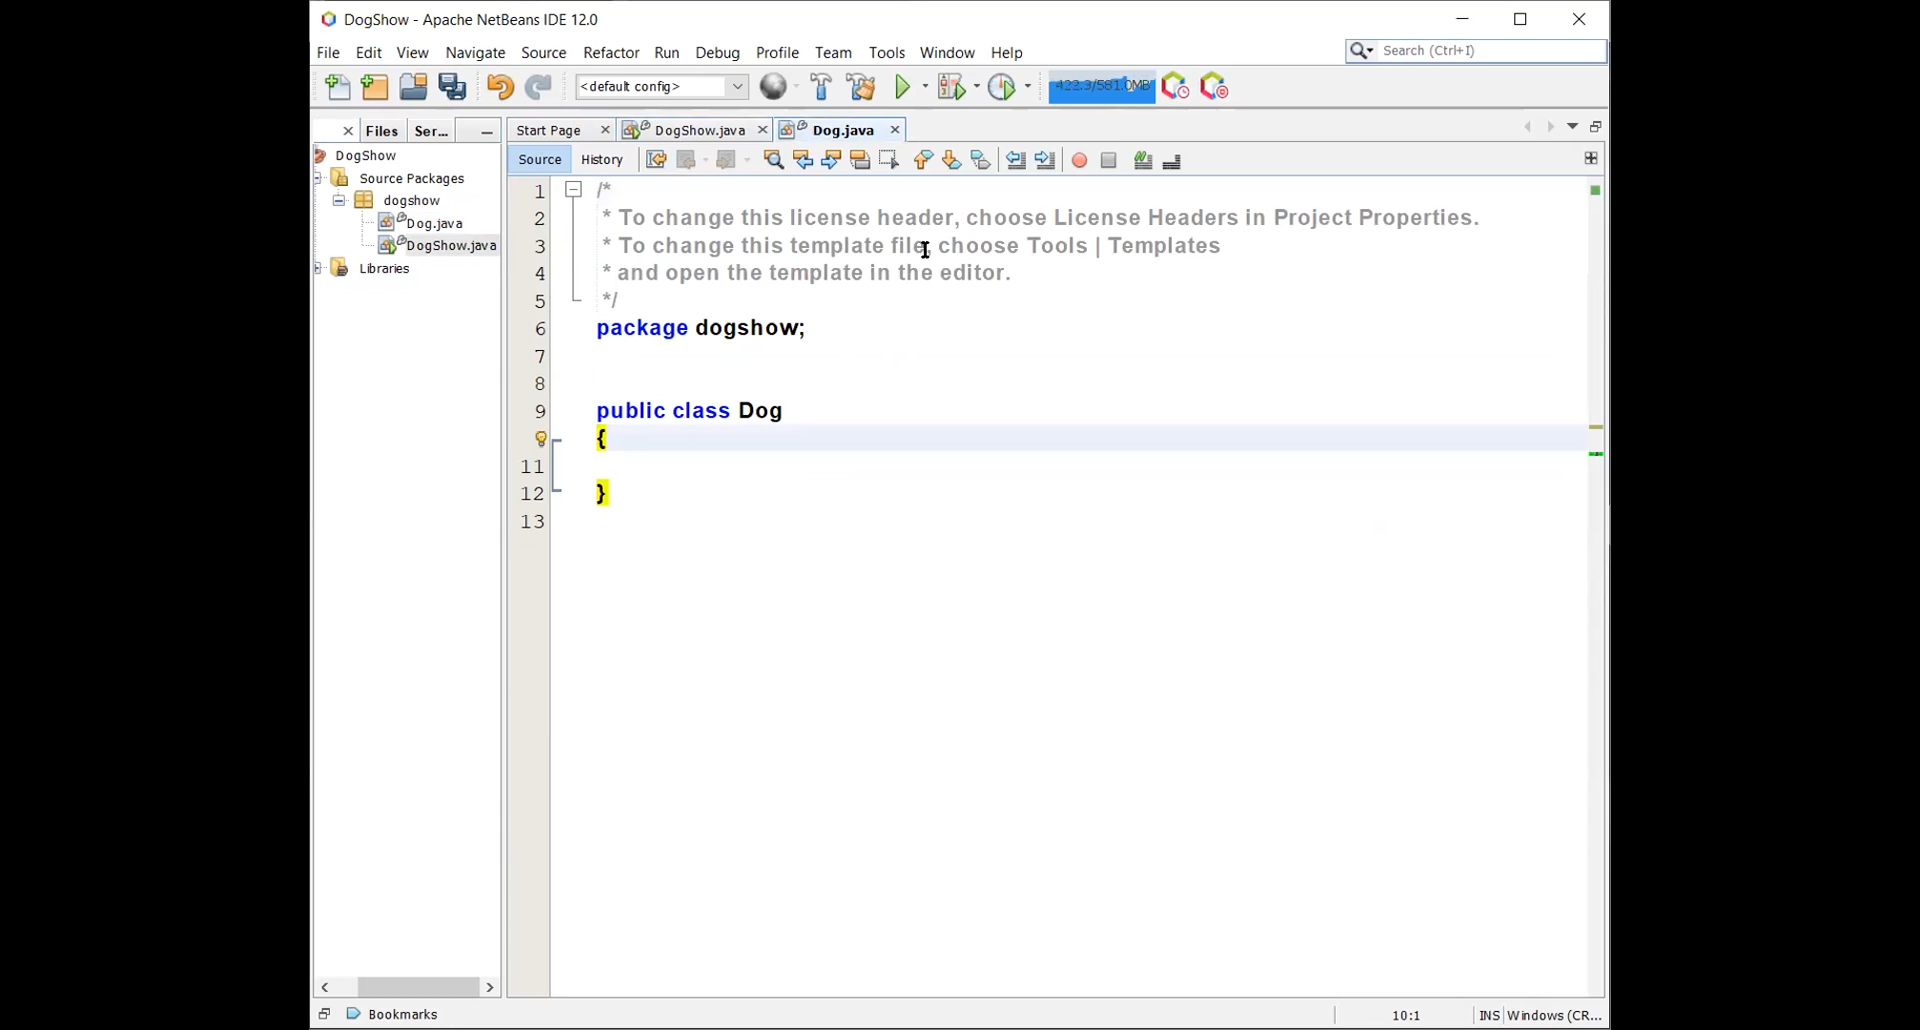 DogShow - Apache NetBeans IDE 12.0
File Edit View Navigate Source Refactor Run Debug Profile Team Tools Window Help
Search (Ctrl+I)
<default config>
422.3/581.0MB
Files Ser...
Start Page DogShow.java Dog.java
DogShow
Source Packages
dogshow
Dog.java
DogShow.java
Libraries
Source History
1 /*
2 * To change this license header, choose License Headers in Project Properties.
3 * To change this template file, choose Tools | Templates
4 * and open the template in the editor.
5 */
6 package dogshow;
7
8
9 public class Dog
{
11
12 }
13
Bookmarks
10:1 INS Windows (CR...